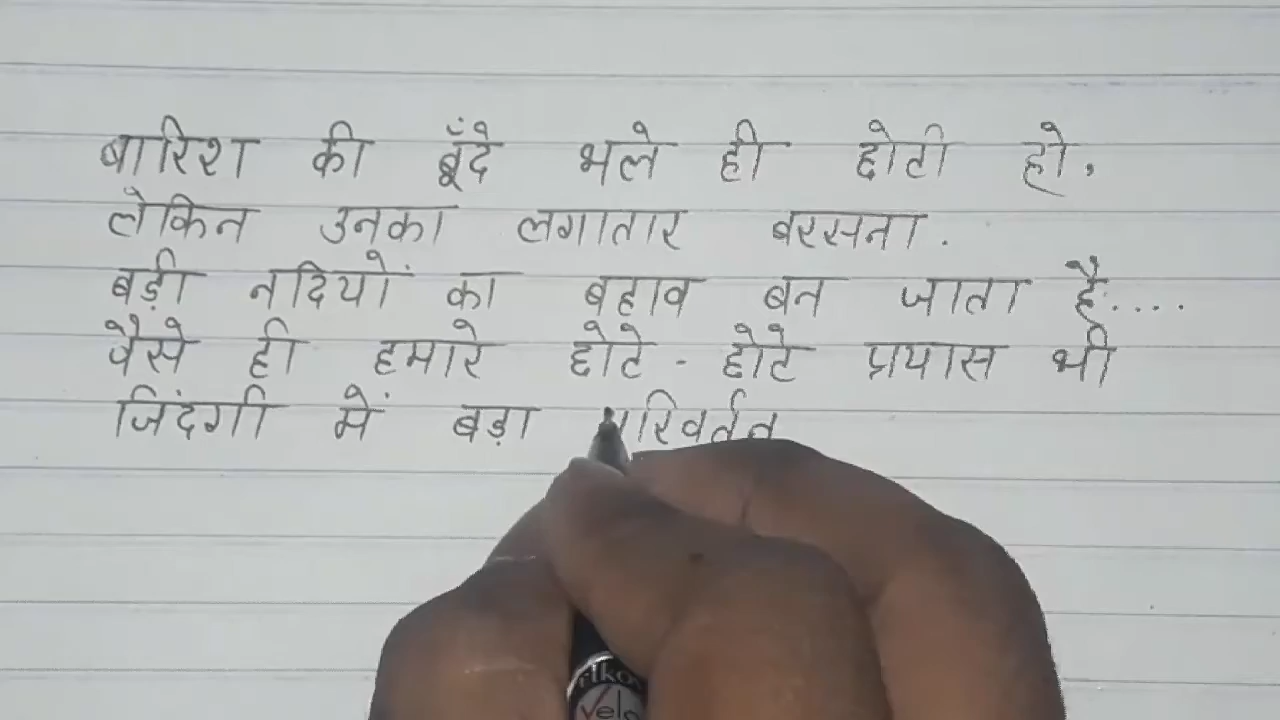 बारिश की बूँदे भले ही छोटी हो,
लेकिन उनका लगातार बरसना.
बड़ी नदियों का बहाव बन जाता है....
वैसे ही हमारे छोटे - छोटे प्रयास भी
जिंदगी में बड़ा परिवर्तन